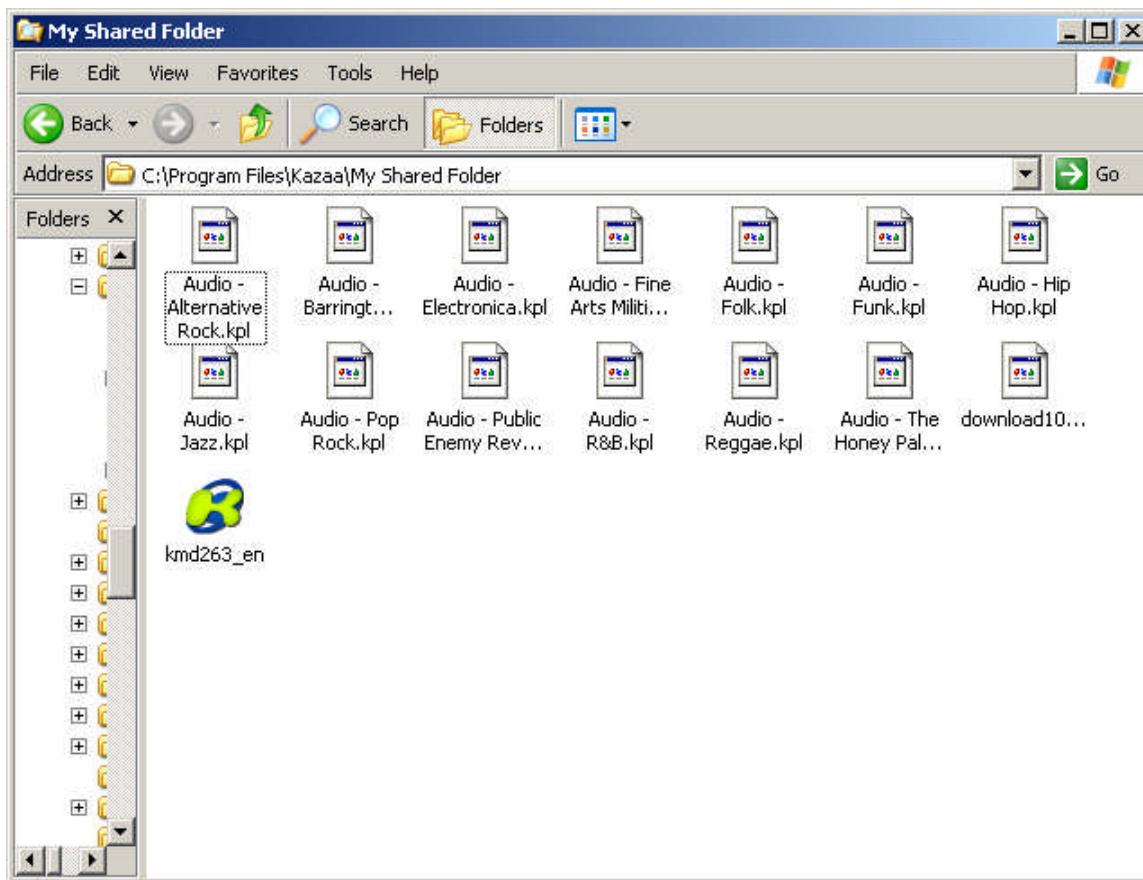 My Shared Folder
File Edit View Favorites Tools Help
Back Search Folders
Address C:\Program Files\Kazaa\My Shared Folder Go
Folders
Audio - Alternative Rock.kpl
Audio - Barringt...
Audio - Electronica.kpl
Audio - Fine Arts Militi...
Audio - Folk.kpl
Audio - Funk.kpl
Audio - Hip Hop.kpl
Audio - Jazz.kpl
Audio - Pop Rock.kpl
Audio - Public Enemy Rev...
Audio - R&B.kpl
Audio - Reggae.kpl
Audio - The Honey Pal...
download10...
kmd263_en